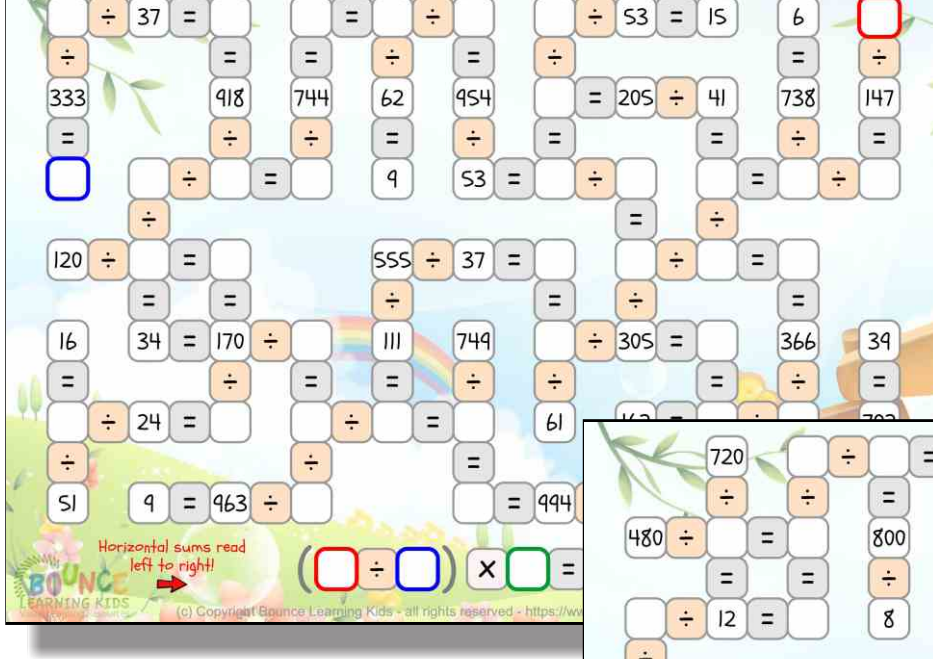 ÷ 37 = = ÷ ÷ 53 = 15 6
÷ = = ÷ = ÷ = ÷
333 918 744 62 954 = 205 ÷ 41 738 147
= ÷ ÷ = ÷ = = ÷ =
÷ = 9 53 = ÷ = ÷
÷ = ÷
120 ÷ = 555 ÷ 37 = ÷ =
= = ÷ = ÷ =
16 34 = 170 ÷ 111 749 ÷ 305 = 366 39
= ÷ = = ÷ ÷ = ÷ =
÷ 24 = ÷ = 61
÷ ÷ =
51 9 = 963 ÷ = 994
Horizontal sums read
left to right!
( ÷ ) x =
BOUNCE
LEARNING KIDS
(c) Copyright Bounce Learning Kids - all rights reserved - https://ww
720 ÷ =
÷ ÷ =
480 ÷ = 800
= = ÷
÷ 12 = 8
÷